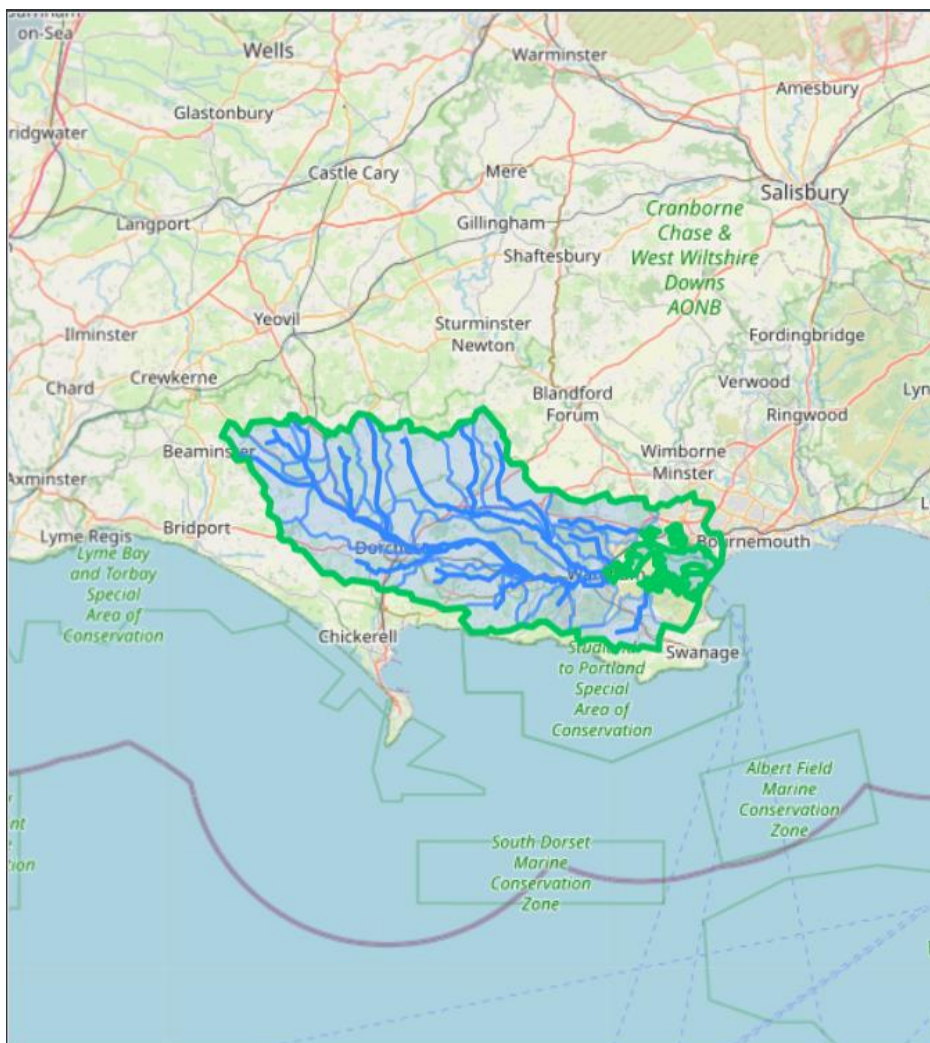 on-Sea
Wells
Warminster
Amesbury
Glastonbury
ridgwater
Castle Cary
Mere
Salisbury
Langport
Gillingham
Cranborne
Chase &
West Wiltshire
Downs
AONB
Shaftesbury
Yeovil
Sturminster
Newton
Ilminster
Fordingbridge
Chard
Crewkerne
Blandford
Forum
Verwood
Lyn
Ringwood
Beaminster
Wimborne
Minster
Axminster
Lyme Regis
Bridport
Bournemouth
Lyme Bay
and Torbay
Special
Area of
Conservation
Chickerell
Swanage
to Portland
Special
Area of
Conservation
Albert Field
Marine
Conservation
Zone
South Dorset
Marine
Conservation
Zone